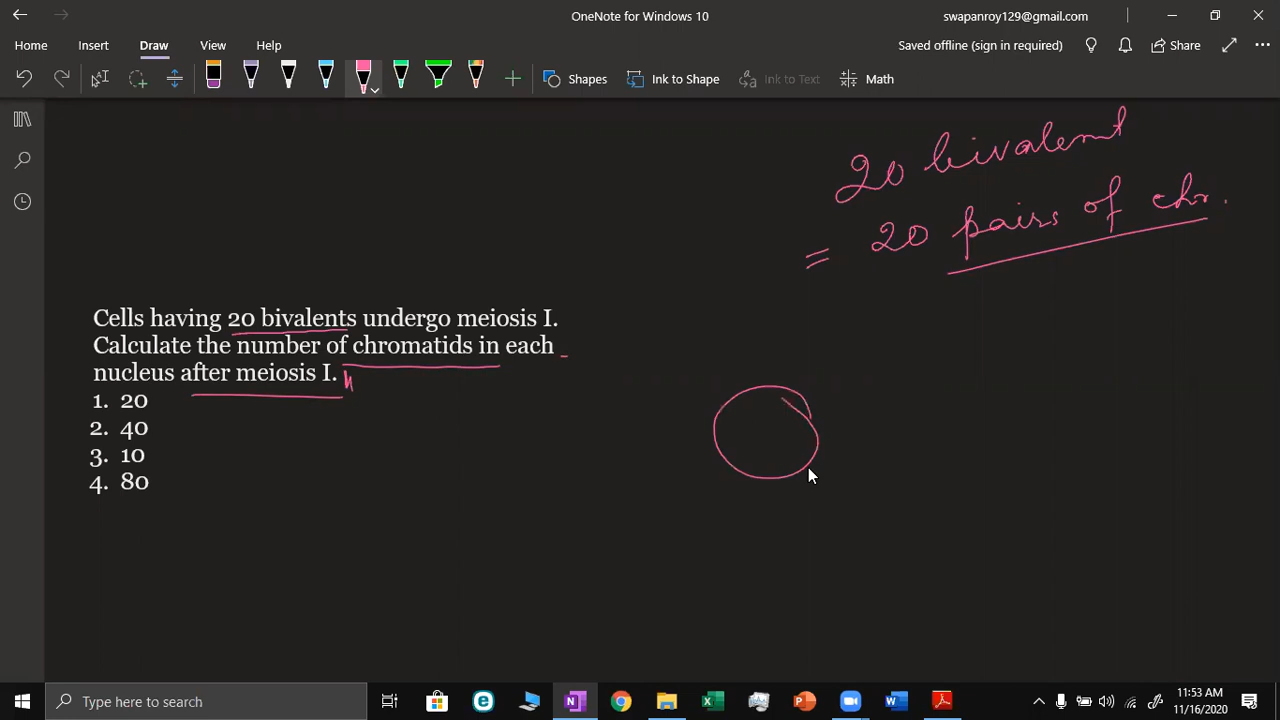 OneNote for Windows 10
swapanroy129@gmail.com
Home Insert Draw View Help
Saved offline (sign in required)
Share
Shapes
Ink to Shape
Ink to Text
Math
20 bivalent
= 20 pairs of chr.
Cells having 20 bivalents undergo meiosis I.
Calculate the number of chromatids in each
nucleus after meiosis I.
1. 20
2. 40
3. 10
4. 80
Type here to search
11:53 AM
11/16/2020